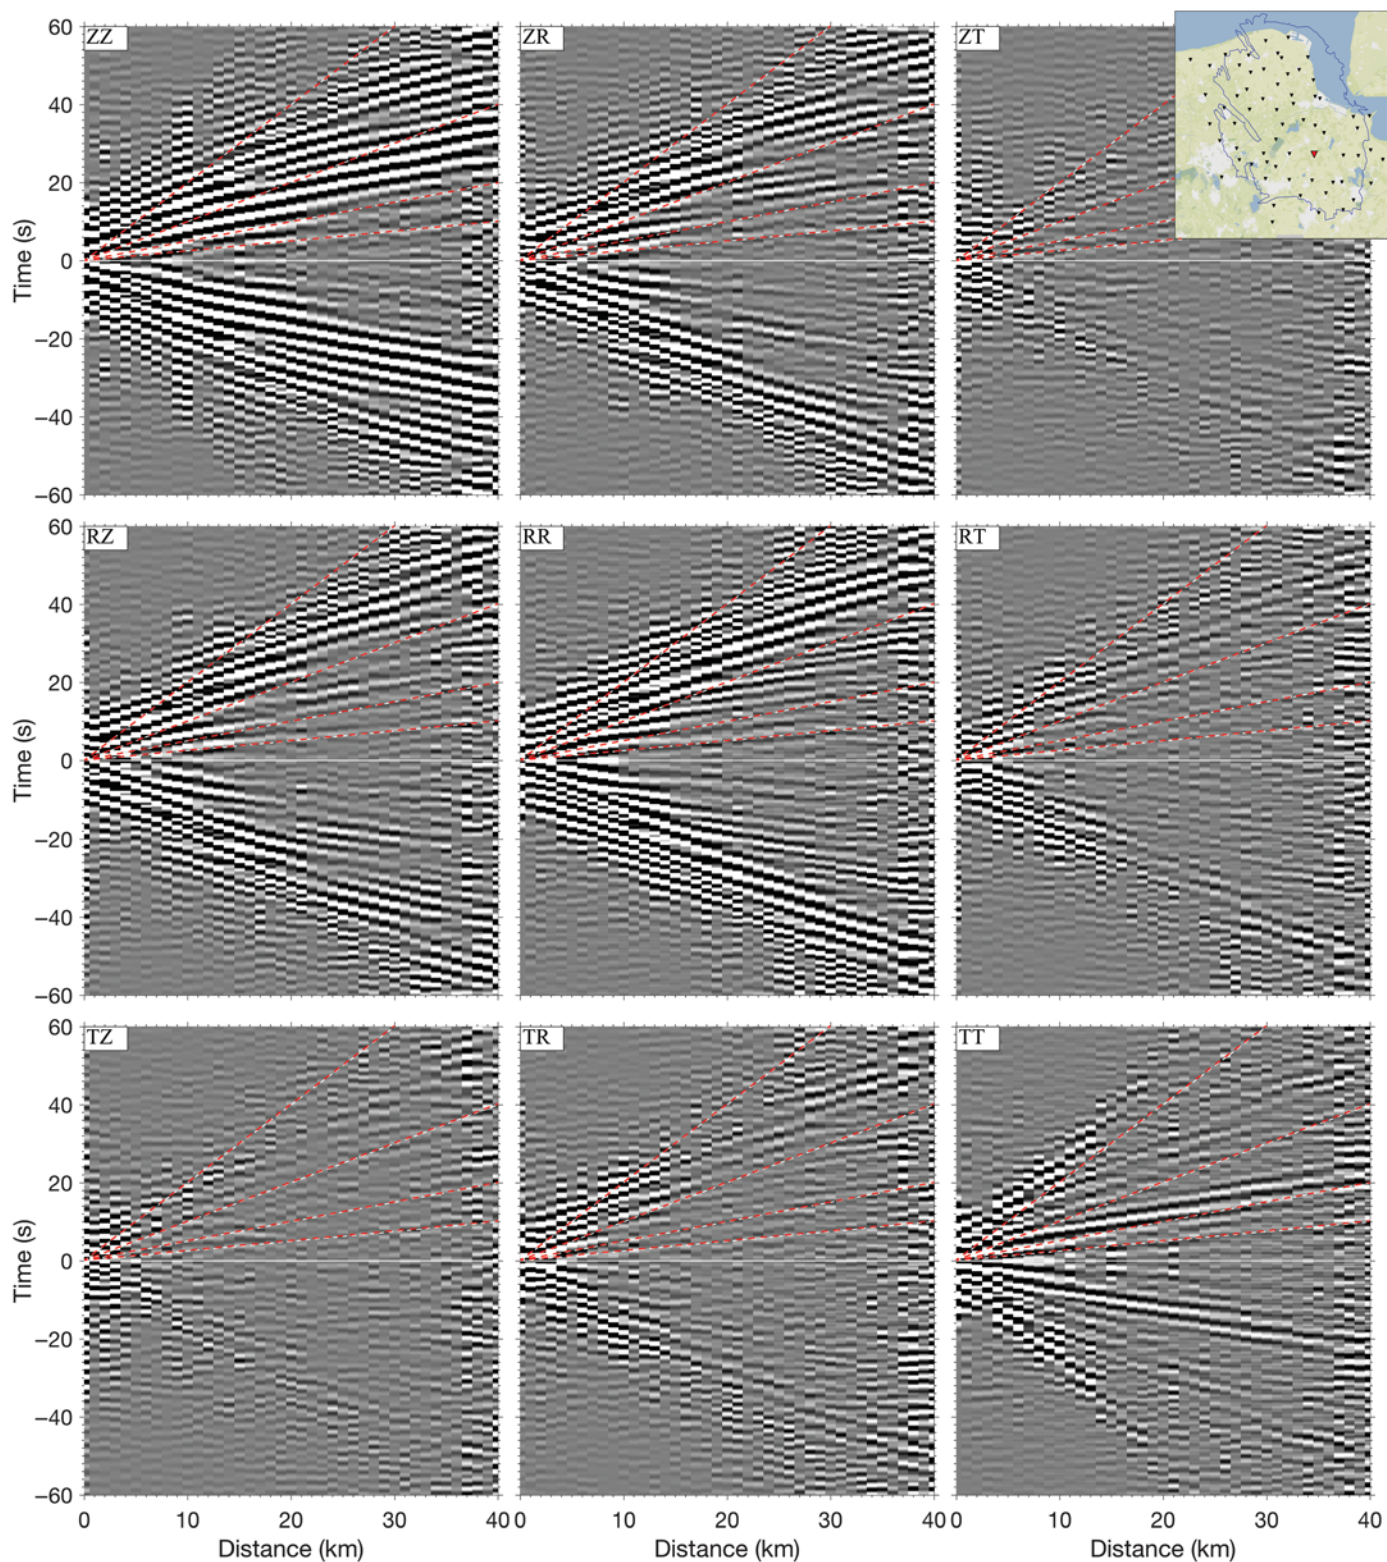 ZZ ZR ZT
Time (s) 60 40 20 0 −20 −40 −60
RZ RR RT
Time (s) 60 40 20 0 −20 −40 −60
TZ TR TT
Time (s) 60 40 20 0 −20 −40 −60
0 10 20 30 40 0 10 20 30 40 0 10 20 30 40
Distance (km) Distance (km) Distance (km)